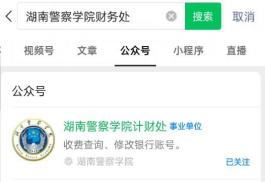 湖南警察学院财务处
搜索
取消
视频号 文章 公众号 小程序 直播
公众号
湖南警察学院计财处 事业单位
收费查询、修改银行账号。
湖南警察学院
已关注